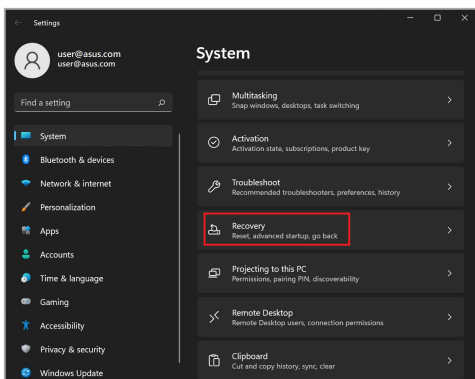 Settings
user@asus.com
user@asus.com
Find a setting
System
Bluetooth & devices
Network & internet
Personalization
Apps
Accounts
Time & language
Gaming
Accessibility
Privacy & security
Windows Update
System
Multitasking
Snap windows, desktops, task switching
Activation
Activation state, subscriptions, product key
Troubleshoot
Recommended troubleshooters, preferences, history
Recovery
Reset, advanced startup, go back
Projecting to this PC
Permissions, pairing PIN, discoverability
Remote Desktop
Remote Desktop users, connection permissions
Clipboard
Cut and copy history, sync, clear